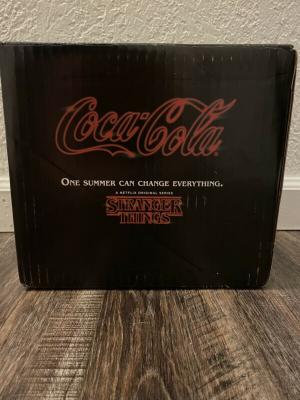 Coca-Cola
ONE SUMMER CAN CHANGE EVERYTHING.
A NETFLIX ORIGINAL SERIES
STRANGER
THINGS